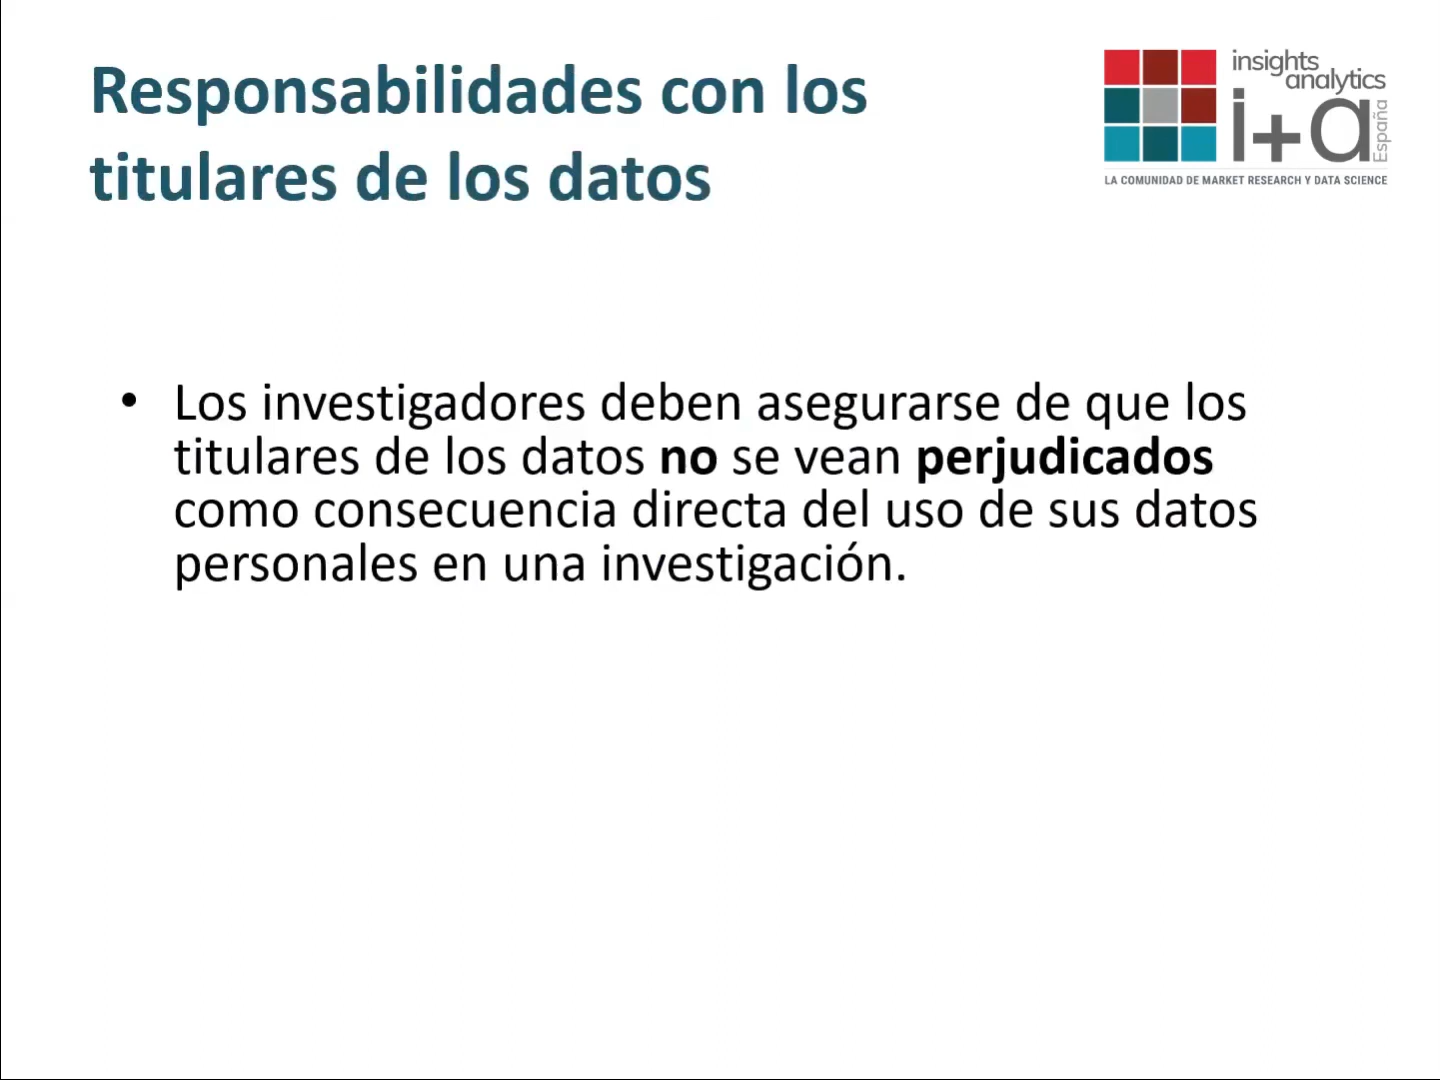 Responsabilidades con los
titulares de los datos
insights
analytics
i+a
España
LA COMUNIDAD DE MARKET RESEARCH Y DATA SCIENCE
• Los investigadores deben asegurarse de que los
titulares de los datos no se vean perjudicados
como consecuencia directa del uso de sus datos
personales en una investigación.